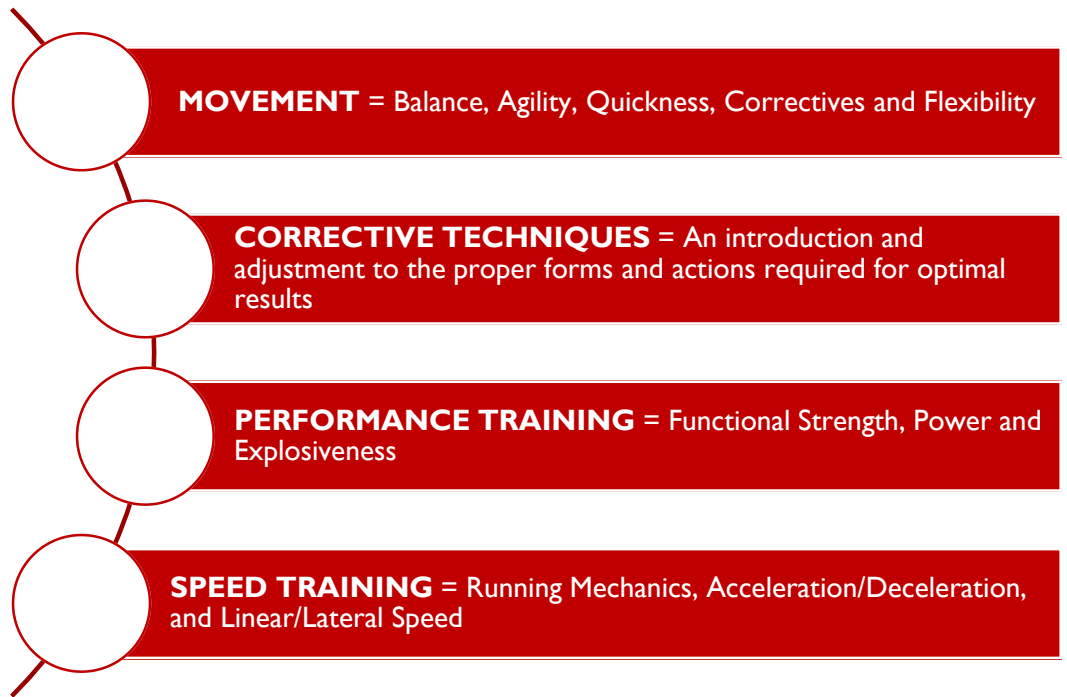 MOVEMENT = Balance, Agility, Quickness, Correctives and Flexibility
CORRECTIVE TECHNIQUES = An introduction and
adjustment to the proper forms and actions required for optimal
results
PERFORMANCE TRAINING = Functional Strength, Power and
Explosiveness
SPEED TRAINING = Running Mechanics, Acceleration/Deceleration,
and Linear/Lateral Speed